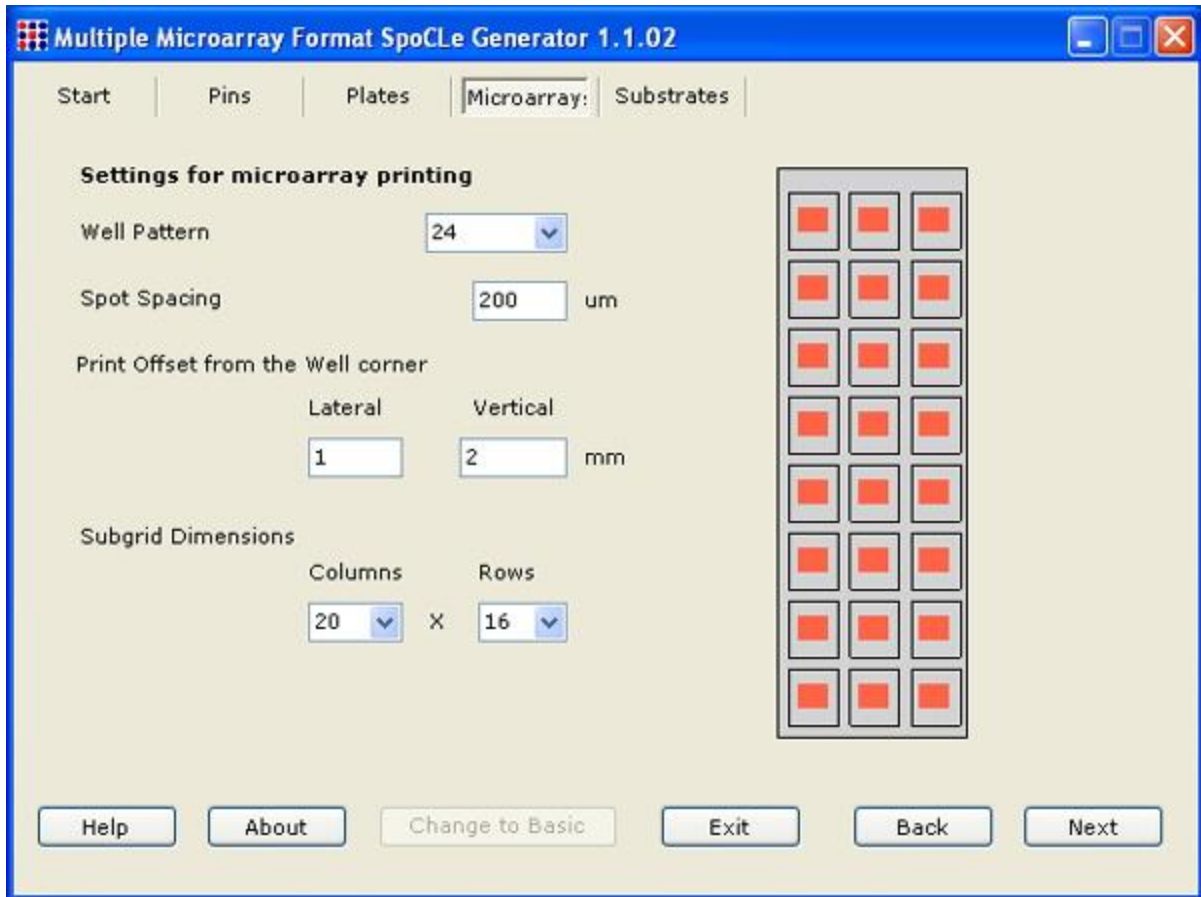 Multiple Microarray Format SpoCLe Generator 1.1.02
Start Pins Plates Microarray: Substrates
Settings for microarray printing
Well Pattern 24
Spot Spacing 200 um
Print Offset from the Well corner
Lateral Vertical
1 2 mm
Subgrid Dimensions
Columns Rows
20 X 16
Help About Change to Basic Exit Back Next